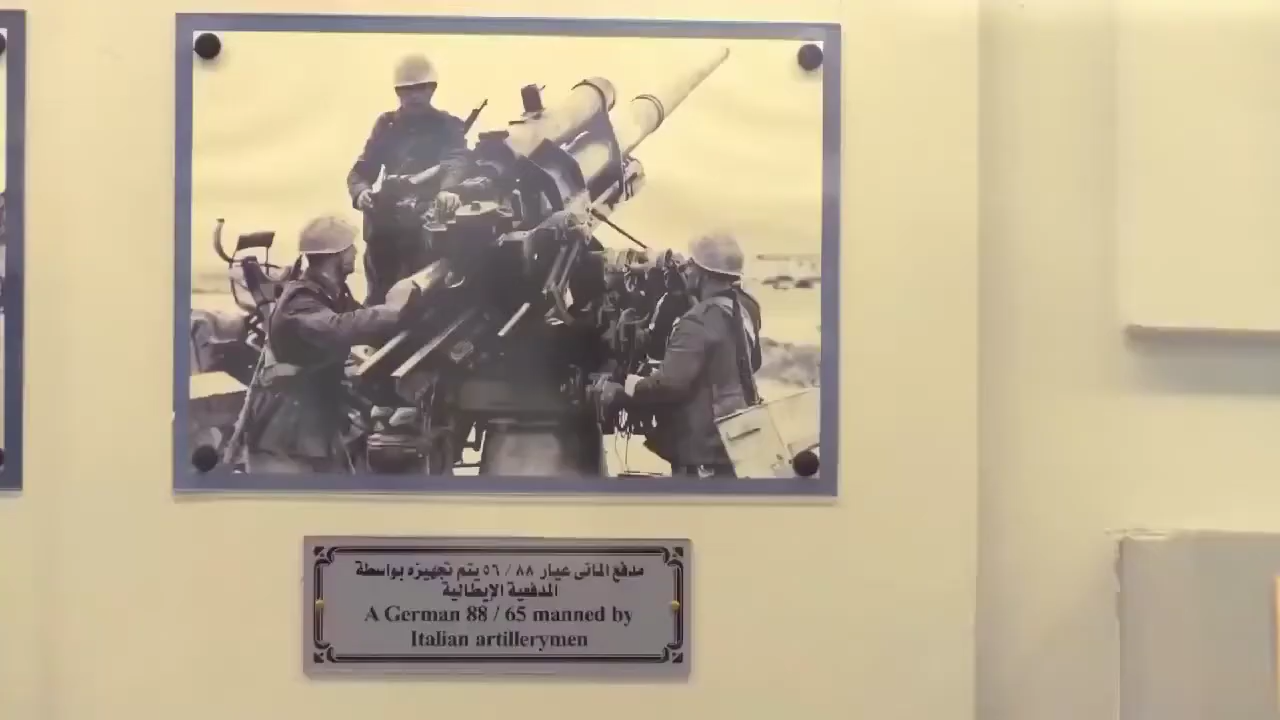 مدفع المانى عيار ٨٨ / ٥٦ يتم تجهيزه بواسطة
المدفعية الإيطالية
A German 88 / 65 manned by
Italian artillerymen